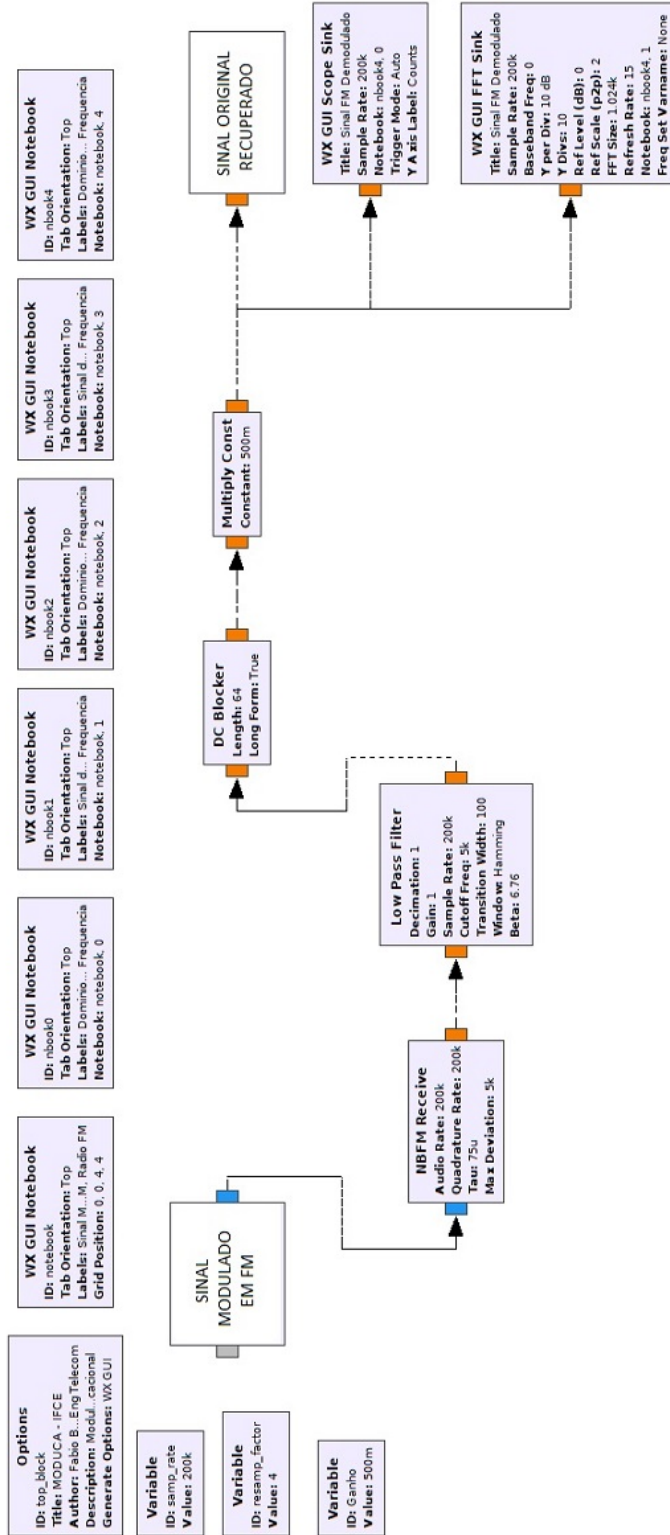 Options
ID: top_block
Title: MODUCA - IFCE
Author: Fabio B...Eng Telecom
Description: Modul...cacional
Generate Options: WX GUI
WX GUI Notebook
ID: notebook
Tab Orientation: Top
Labels: Sinal M...M, Radio FM
Grid Position: 0, 0, 4, 4
WX GUI Notebook
ID: nbook0
Tab Orientation: Top
Labels: Dominio... Frequencia
Notebook: notebook, 0
WX GUI Notebook
ID: nbook1
Tab Orientation: Top
Labels: Sinal d... Frequencia
Notebook: notebook, 1
WX GUI Notebook
ID: nbook2
Tab Orientation: Top
Labels: Dominio... Frequencia
Notebook: notebook, 2
WX GUI Notebook
ID: nbook3
Tab Orientation: Top
Labels: Sinal d... Frequencia
Notebook: notebook, 3
WX GUI Notebook
ID: nbook4
Tab Orientation: Top
Labels: Dominio... Frequencia
Notebook: notebook, 4
Variable
ID: samp_rate
Value: 200k
Variable
ID: resamp_factor
Value: 4
Variable
ID: Ganho
Value: 500m
SINAL
MODULADO
EM FM
NBFM Receive
Audio Rate: 200k
Quadrature Rate: 200k
Tau: 75u
Max Deviation: 5k
Low Pass Filter
Decimation: 1
Gain: 1
Sample Rate: 200k
Cutoff Freq: 5k
Transition Width: 100
Window: Hamming
Beta: 6.76
DC Blocker
Length: 64
Long Form: True
Multiply Const
Constant: 500m
SINAL ORIGINAL
RECUPERADO
WX GUI Scope Sink
Title: Sinal FM Demodulado
Sample Rate: 200k
Notebook: nbook4, 0
Trigger Mode: Auto
Y Axis Label: Counts
WX GUI FFT Sink
Title: Sinal FM Demodulado
Sample Rate: 200k
Baseband Freq: 0
Y per Div: 10 dB
Y Divs: 10
Ref Level (dB): 0
Ref Scale (p2p): 2
FFT Size: 1.024k
Refresh Rate: 15
Notebook: nbook4, 1
Freq Set Varname: None